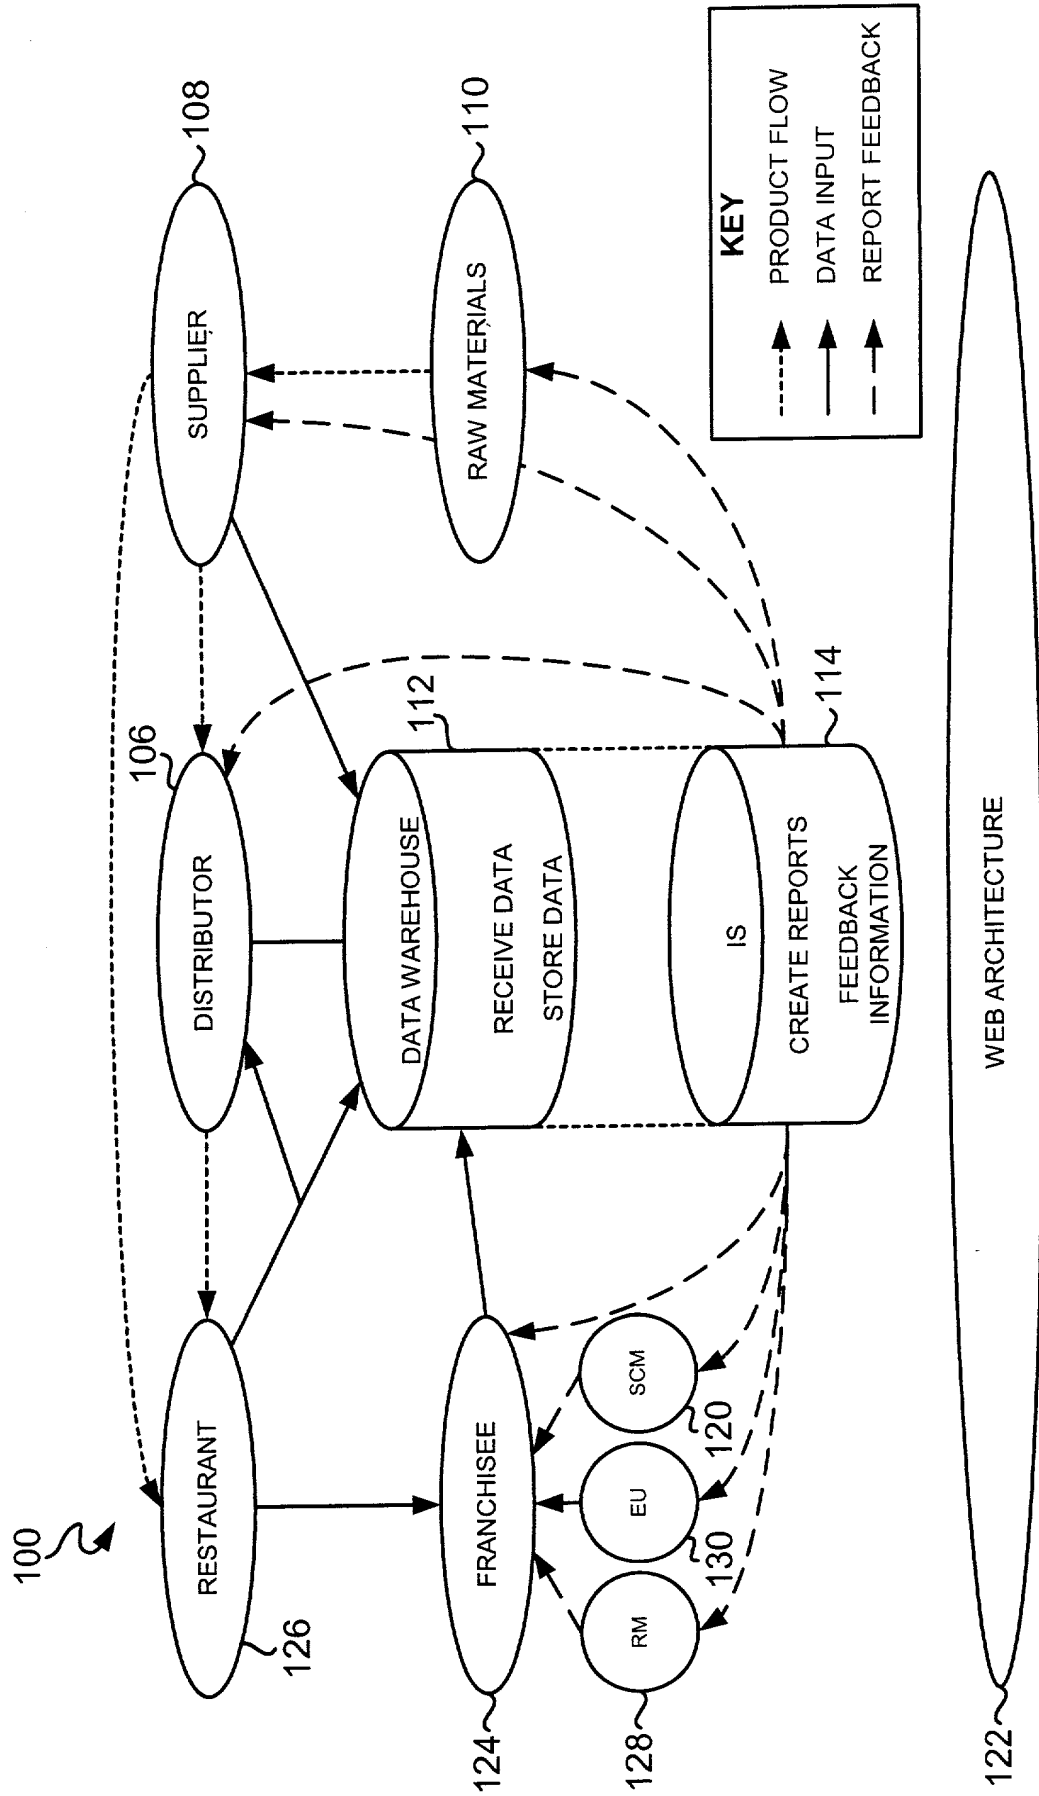 100
RESTAURANT
126
DISTRIBUTOR
106
SUPPLIER
108
FRANCHISEE
124
DATA WAREHOUSE
112
RECEIVE DATA
STORE DATA
RAW MATERIALS
110
RM
128
EU
130
SCM
120
IS
CREATE REPORTS
FEEDBACK
INFORMATION
114
KEY
PRODUCT FLOW
DATA INPUT
REPORT FEEDBACK
WEB ARCHITECTURE
122